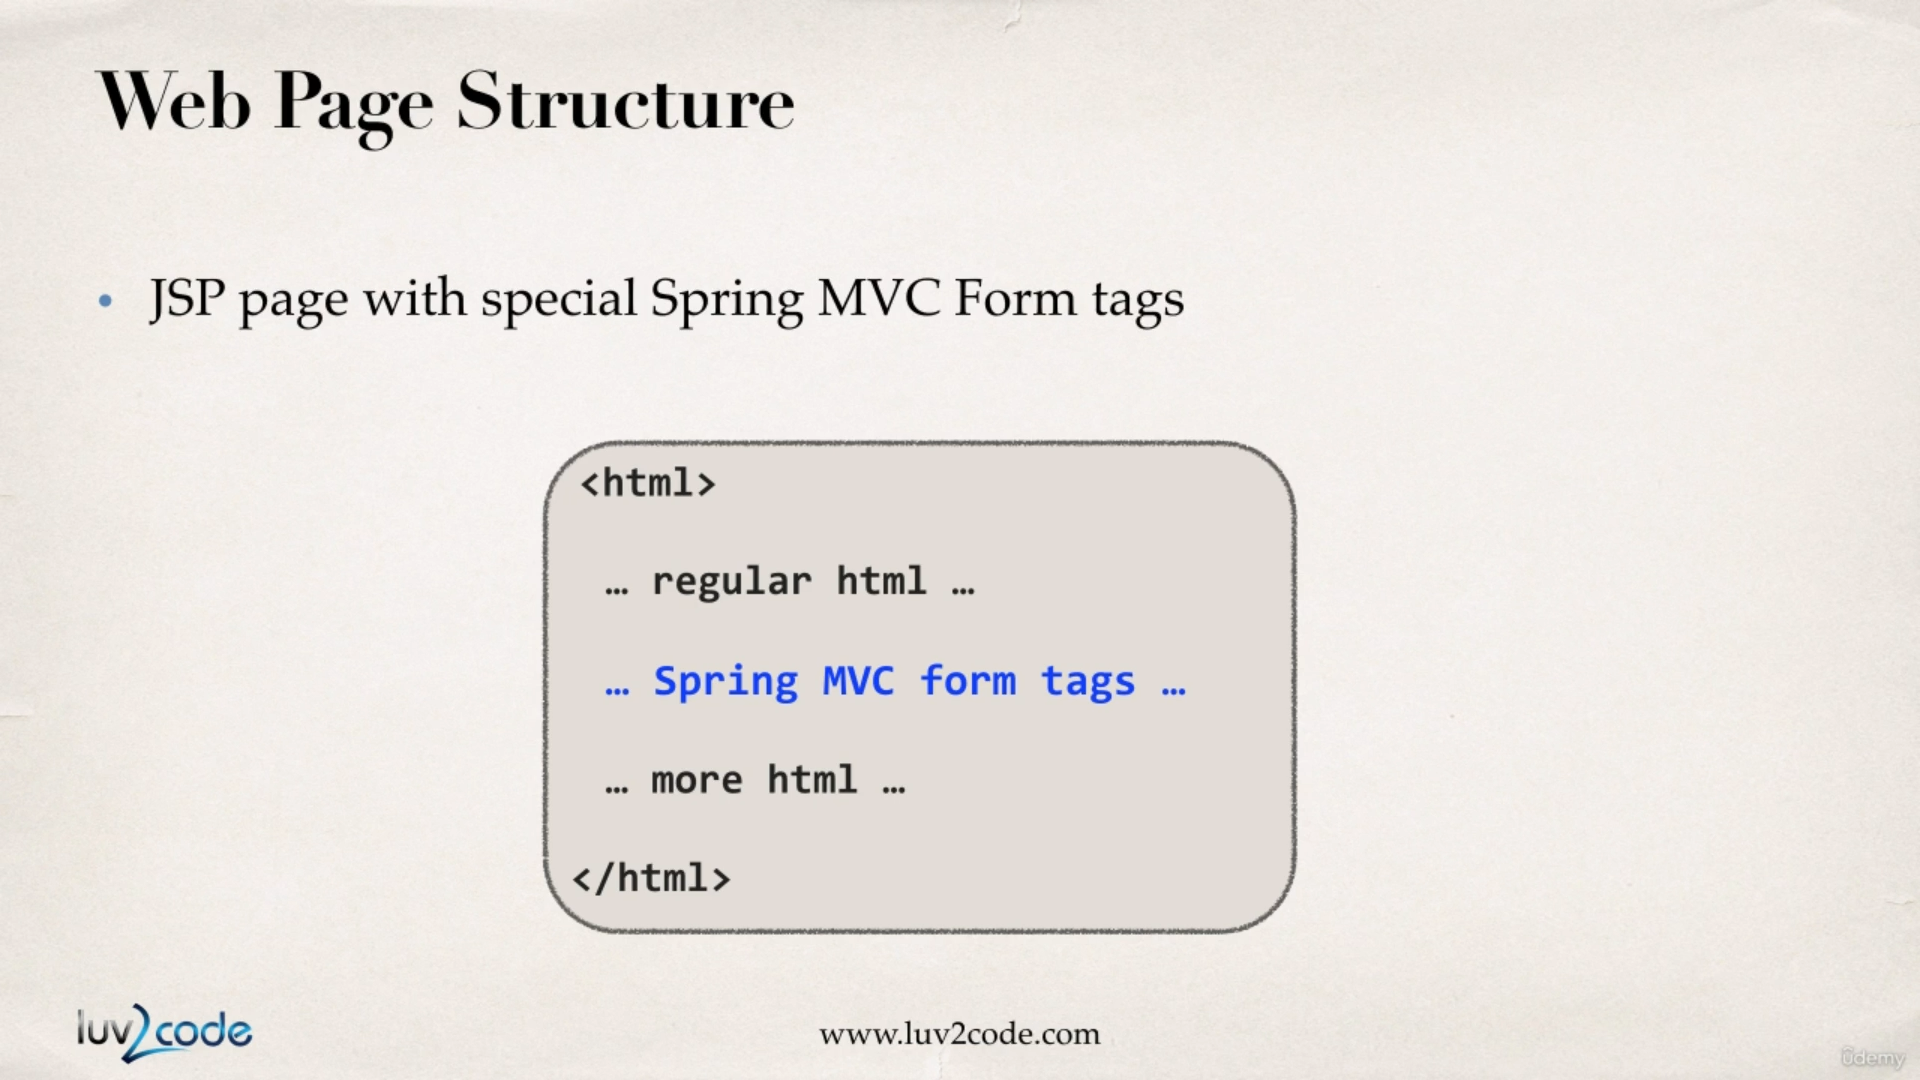 Web Page Structure
• JSP page with special Spring MVC Form tags
<html>
… regular html …
… Spring MVC form tags …
… more html …
</html>
luv2code
www.luv2code.com
ûdemy